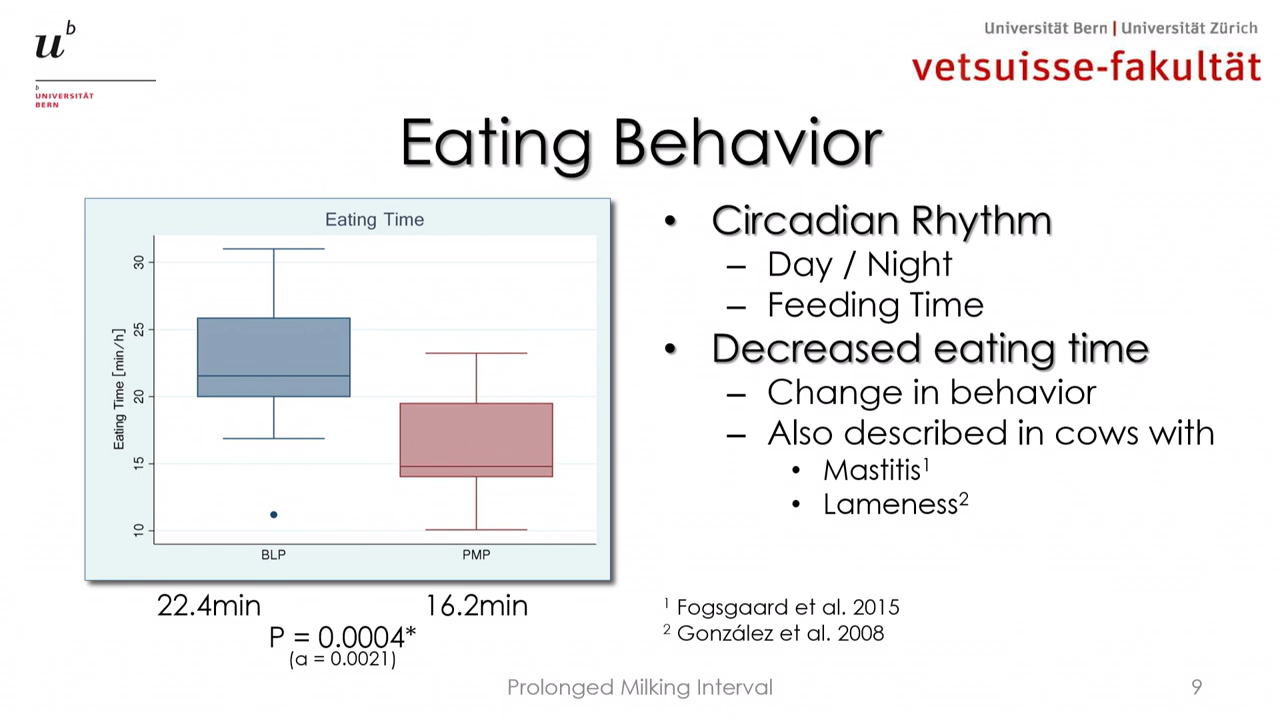 u^b
b
UNIVERSITÄT
BERN
Universität Bern | Universität Zürich
vetsuisse-fakultät
Eating Behavior
Eating Time
Eating Time [min/h]
30
25
20
15
10
BLP PMP
22.4min 16.2min
P = 0.0004*
(a = 0.0021)
• Circadian Rhythm
– Day / Night
– Feeding Time
• Decreased eating time
– Change in behavior
– Also described in cows with
• Mastitis¹
• Lameness²
¹ Fogsgaard et al. 2015
² González et al. 2008
Prolonged Milking Interval 9